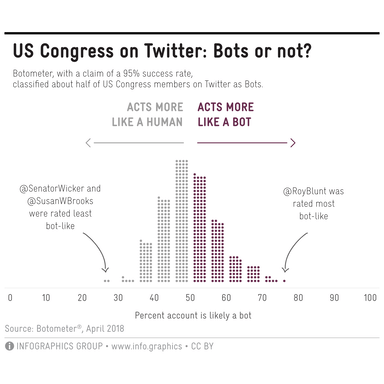 US Congress on Twitter: Bots or not?
Botometer, with a claim of a 95% success rate,
classified about half of US Congress members on Twitter as Bots.
ACTS MORE
LIKE A HUMAN
ACTS MORE
LIKE A BOT
@SenatorWicker and
@SusanWBrooks
were rated least
bot-like
@RoyBlunt was
rated most
bot-like
0 10 20 30 40 50 60 70 80 90 100
Percent account is likely a bot
Source: Botometer®, April 2018
INFOGRAPHICS GROUP • www.info.graphics • CC BY